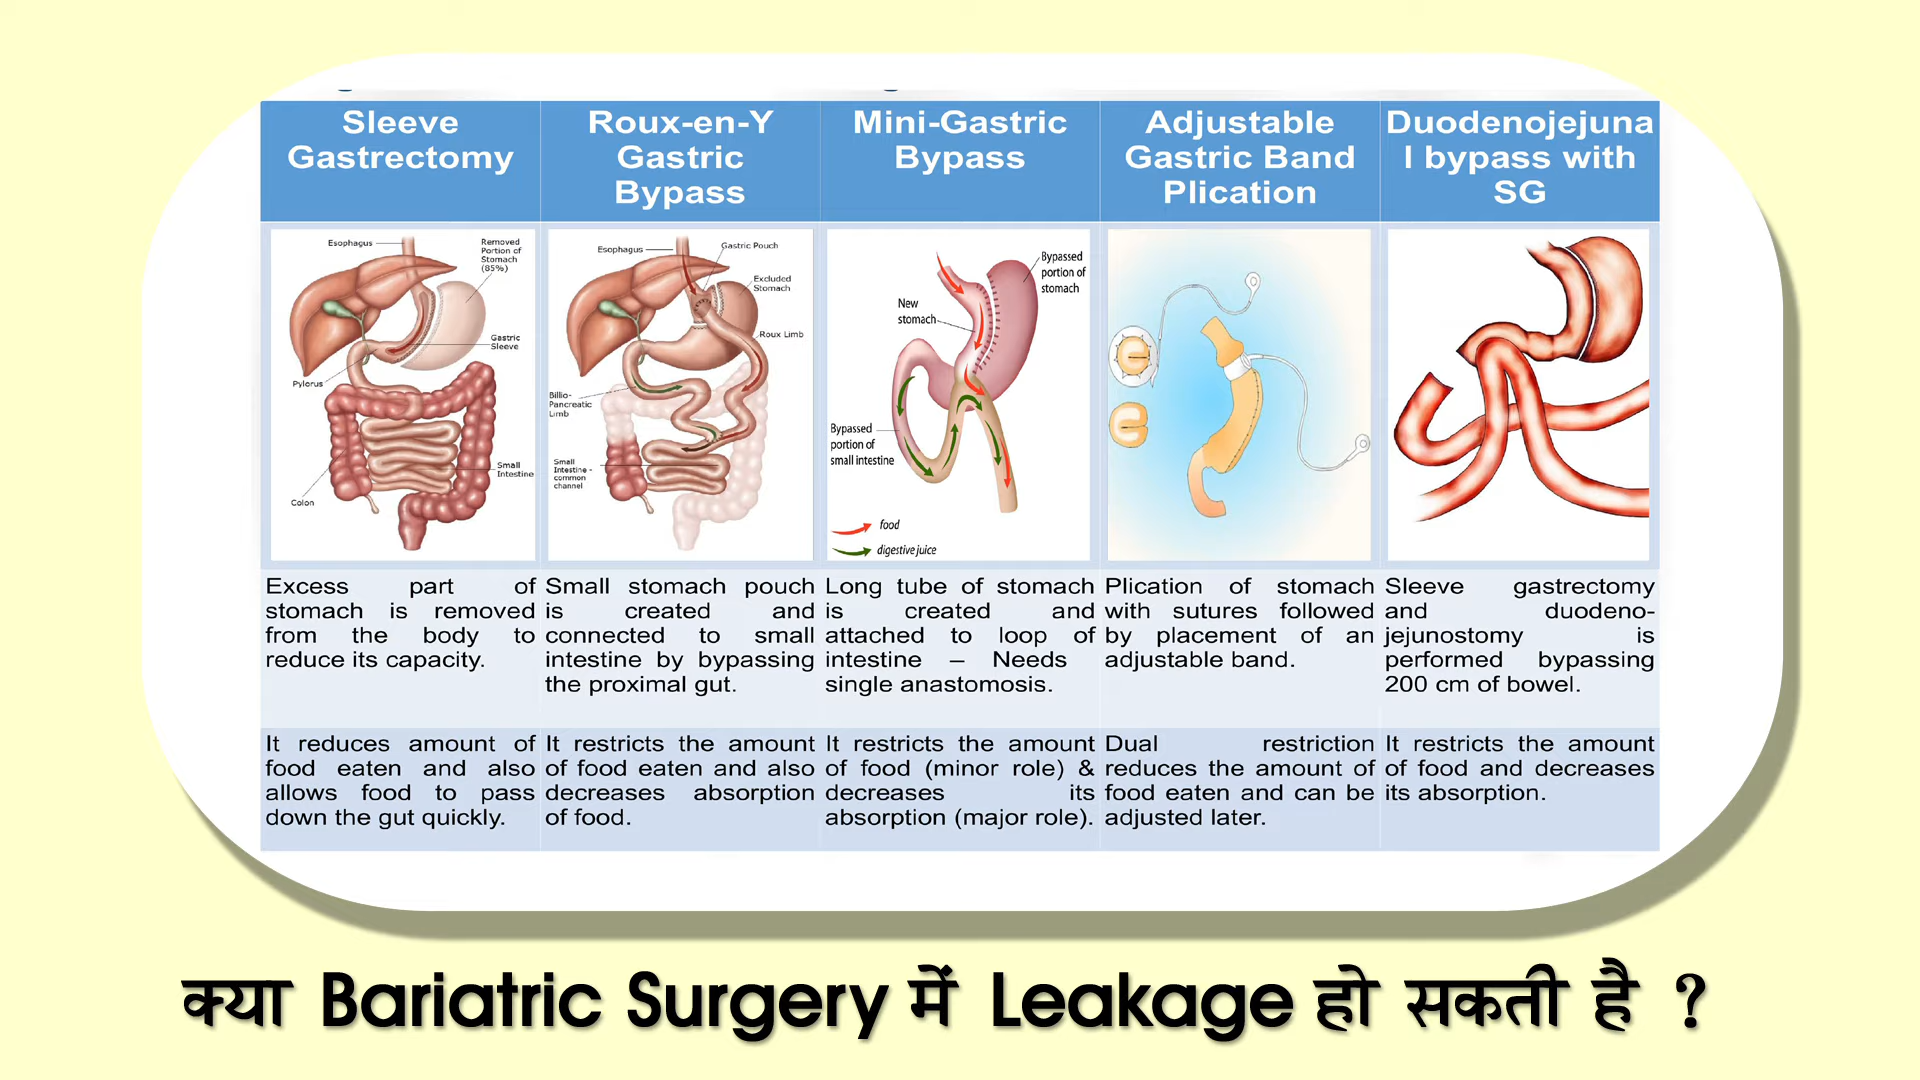 Sleeve
Gastrectomy
Roux-en-Y
Gastric
Bypass
Mini-Gastric
Bypass
Adjustable
Gastric Band
Plication
Duodenojejuna
l bypass with
SG
Esophagus
Removed
Portion of
Stomach
(85%)
Gastric
Sleeve
Pylorus
Small
Intestine
Colon
Esophagus
Gastric Pouch
Excluded
Stomach
Roux Limb
Billio-
Pancreatic
Limb
Small
Intestine -
common
channel
Bypassed
portion of
stomach
New
stomach
Bypassed
portion of
small intestine
food
digestive juice
Excess part of
stomach is removed
from the body to
reduce its capacity.
Small stomach pouch
is created and
connected to small
intestine by bypassing
the proximal gut.
Long tube of stomach
is created and
attached to loop of
intestine – Needs
single anastomosis.
Plication of stomach
with sutures followed
by placement of an
adjustable band.
Sleeve gastrectomy
and duodeno-
jejunostomy is
performed bypassing
200 cm of bowel.
It reduces amount of
food eaten and also
allows food to pass
down the gut quickly.
It restricts the amount
of food eaten and also
decreases absorption
of food.
It restricts the amount
of food (minor role) &
decreases its
absorption (major role).
Dual restriction
reduces the amount of
food eaten and can be
adjusted later.
It restricts the amount
of food and decreases
its absorption.
क्या Bariatric Surgery में Leakage हो सकती है ?